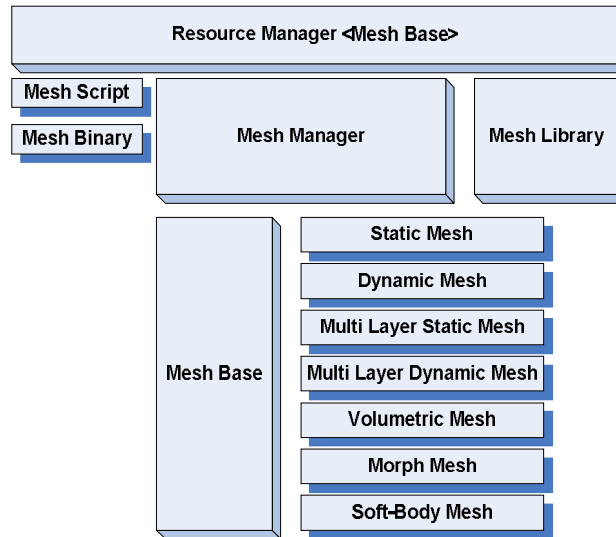 Resource Manager <Mesh Base>
Mesh Script
Mesh Binary
Mesh Manager
Mesh Library
Mesh Base
Static Mesh
Dynamic Mesh
Multi Layer Static Mesh
Multi Layer Dynamic Mesh
Volumetric Mesh
Morph Mesh
Soft-Body Mesh